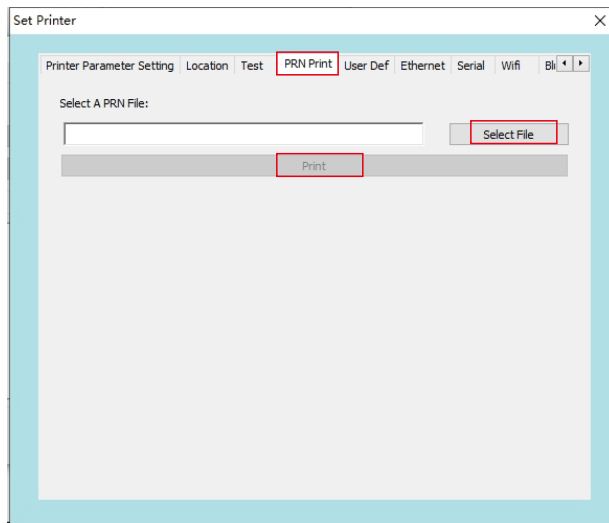 Set Printer
Printer Parameter Setting Location Test PRN Print User Def Ethernet Serial Wifi
Select A PRN File:
Select File
Print